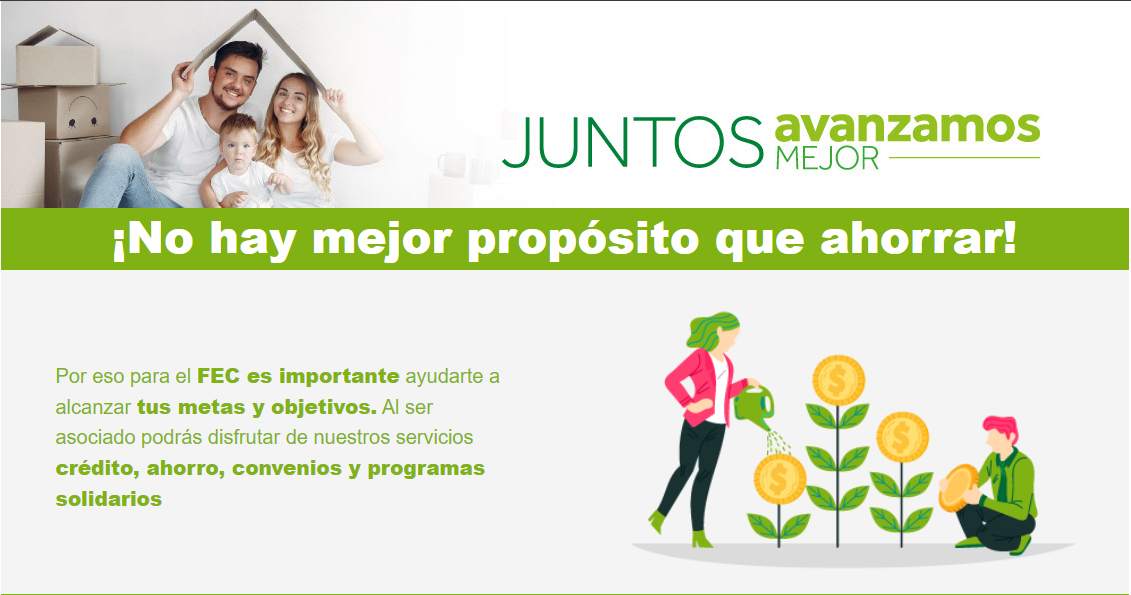 JUNTOS avanzamos
MEJOR
¡No hay mejor propósito que ahorrar!
Por eso para el FEC es importante ayudarte a
alcanzar tus metas y objetivos. Al ser
asociado podrás disfrutar de nuestros servicios
crédito, ahorro, convenios y programas
solidarios
$
$
$